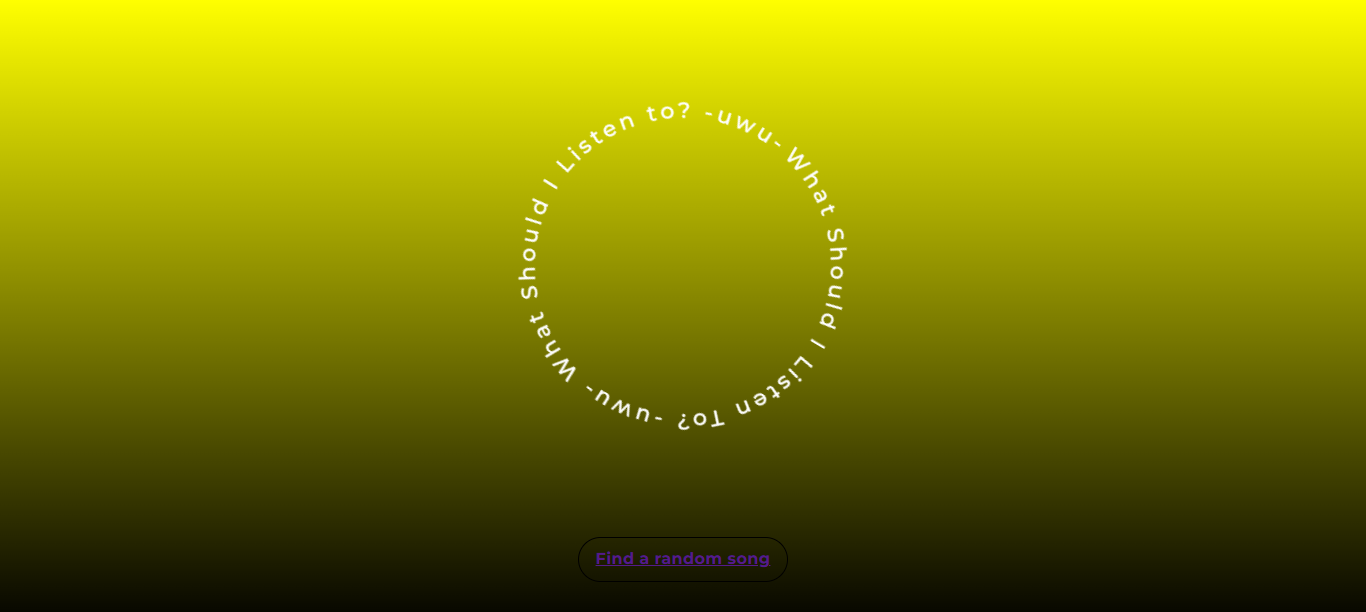 What Should I Listen to? -uwu- What Should I Listen To? -uwu-
Find a random song